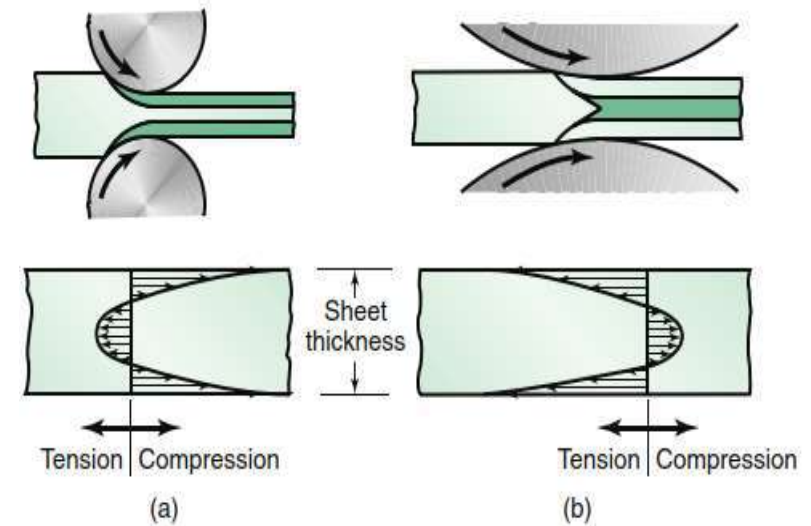 Sheet
thickness
Tension Compression
Tension Compression
(a)
(b)